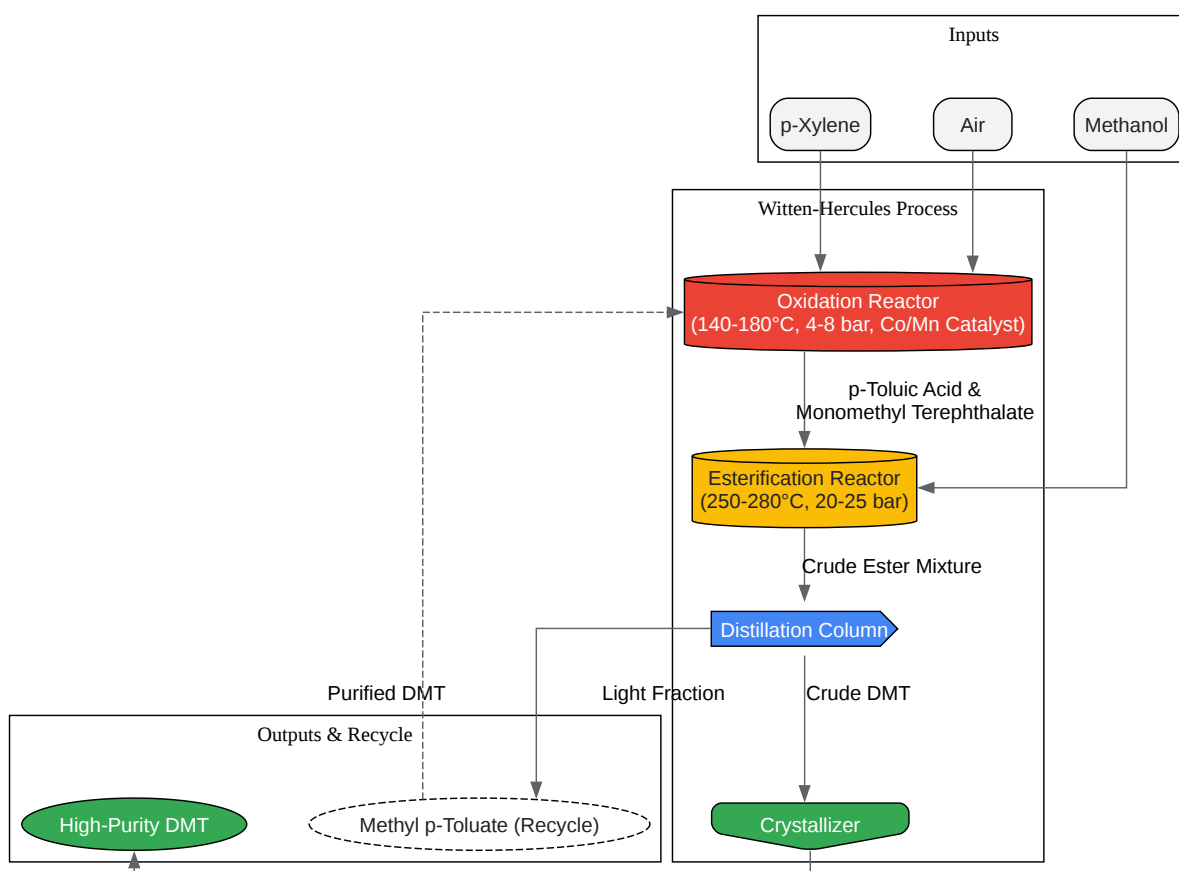 Inputs
p-Xylene
Air
Methanol
Witten-Hercules Process
Oxidation Reactor
(140-180°C, 4-8 bar, Co/Mn Catalyst)
p-Toluic Acid &
Monomethyl Terephthalate
Esterification Reactor
(250-280°C, 20-25 bar)
Crude Ester Mixture
Distillation Column
Purified DMT
Light Fraction
Crude DMT
Outputs & Recycle
High-Purity DMT
Methyl p-Toluate (Recycle)
Crystallizer